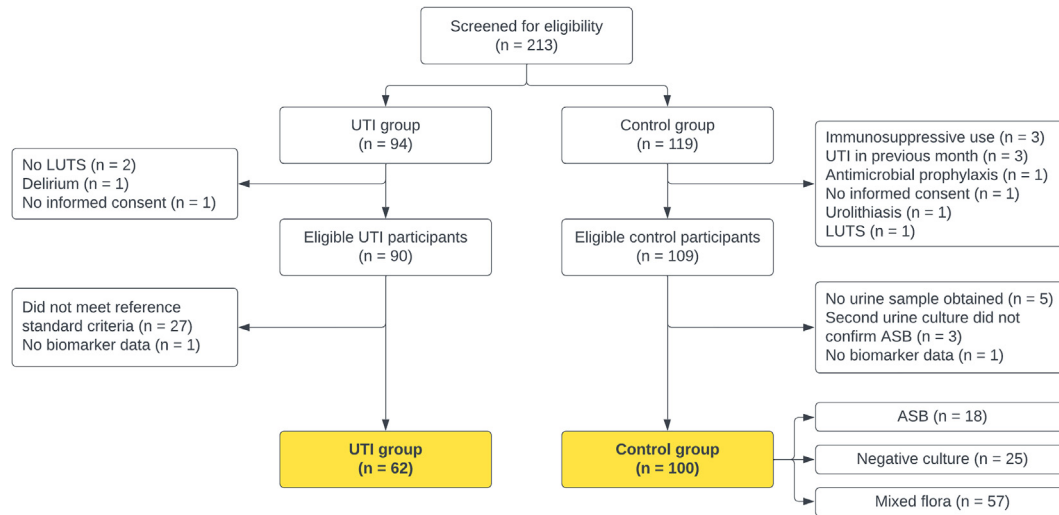 Screened for eligibility
(n = 213)
UTI group
(n = 94)
Control group
(n = 119)
No LUTS (n = 2)
Delirium (n = 1)
No informed consent (n = 1)
Immunosuppressive use (n = 3)
UTI in previous month (n = 3)
Antimicrobial prophylaxis (n = 1)
No informed consent (n = 1)
Urolithiasis (n = 1)
LUTS (n = 1)
Eligible UTI participants
(n = 90)
Eligible control participants
(n = 109)
Did not meet reference
standard criteria (n = 27)
No biomarker data (n = 1)
No urine sample obtained (n = 5)
Second urine culture did not
confirm ASB (n = 3)
No biomarker data (n = 1)
UTI group
(n = 62)
Control group
(n = 100)
ASB (n = 18)
Negative culture (n = 25)
Mixed flora (n = 57)